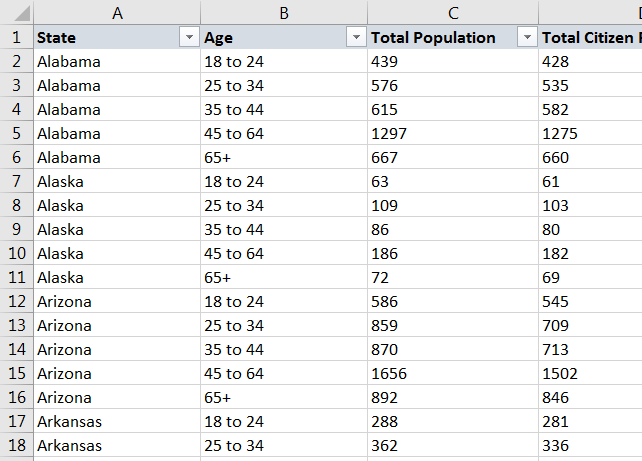 A B C
1 State Age Total Population Total Citizen
2 Alabama 18 to 24 439 428
3 Alabama 25 to 34 576 535
4 Alabama 35 to 44 615 582
5 Alabama 45 to 64 1297 1275
6 Alabama 65+ 667 660
7 Alaska 18 to 24 63 61
8 Alaska 25 to 34 109 103
9 Alaska 35 to 44 86 80
10 Alaska 45 to 64 186 182
11 Alaska 65+ 72 69
12 Arizona 18 to 24 586 545
13 Arizona 25 to 34 859 709
14 Arizona 35 to 44 870 713
15 Arizona 45 to 64 1656 1502
16 Arizona 65+ 892 846
17 Arkansas 18 to 24 288 281
18 Arkansas 25 to 34 362 336